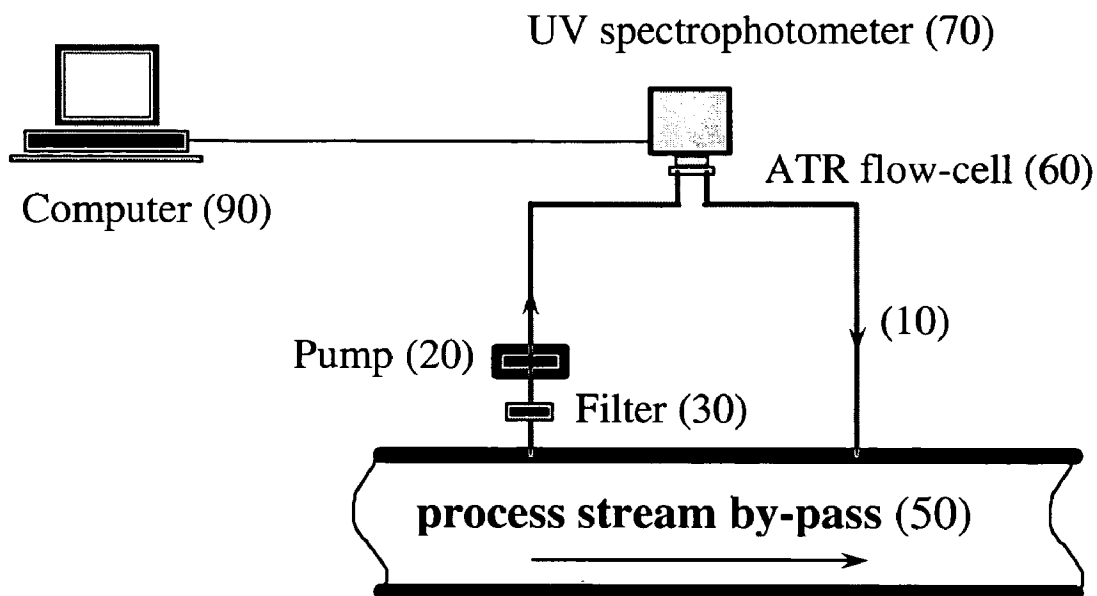 UV spectrophotometer (70)
ATR flow-cell (60)
Computer (90)
(10)
Pump (20)
Filter (30)
process stream by-pass (50)